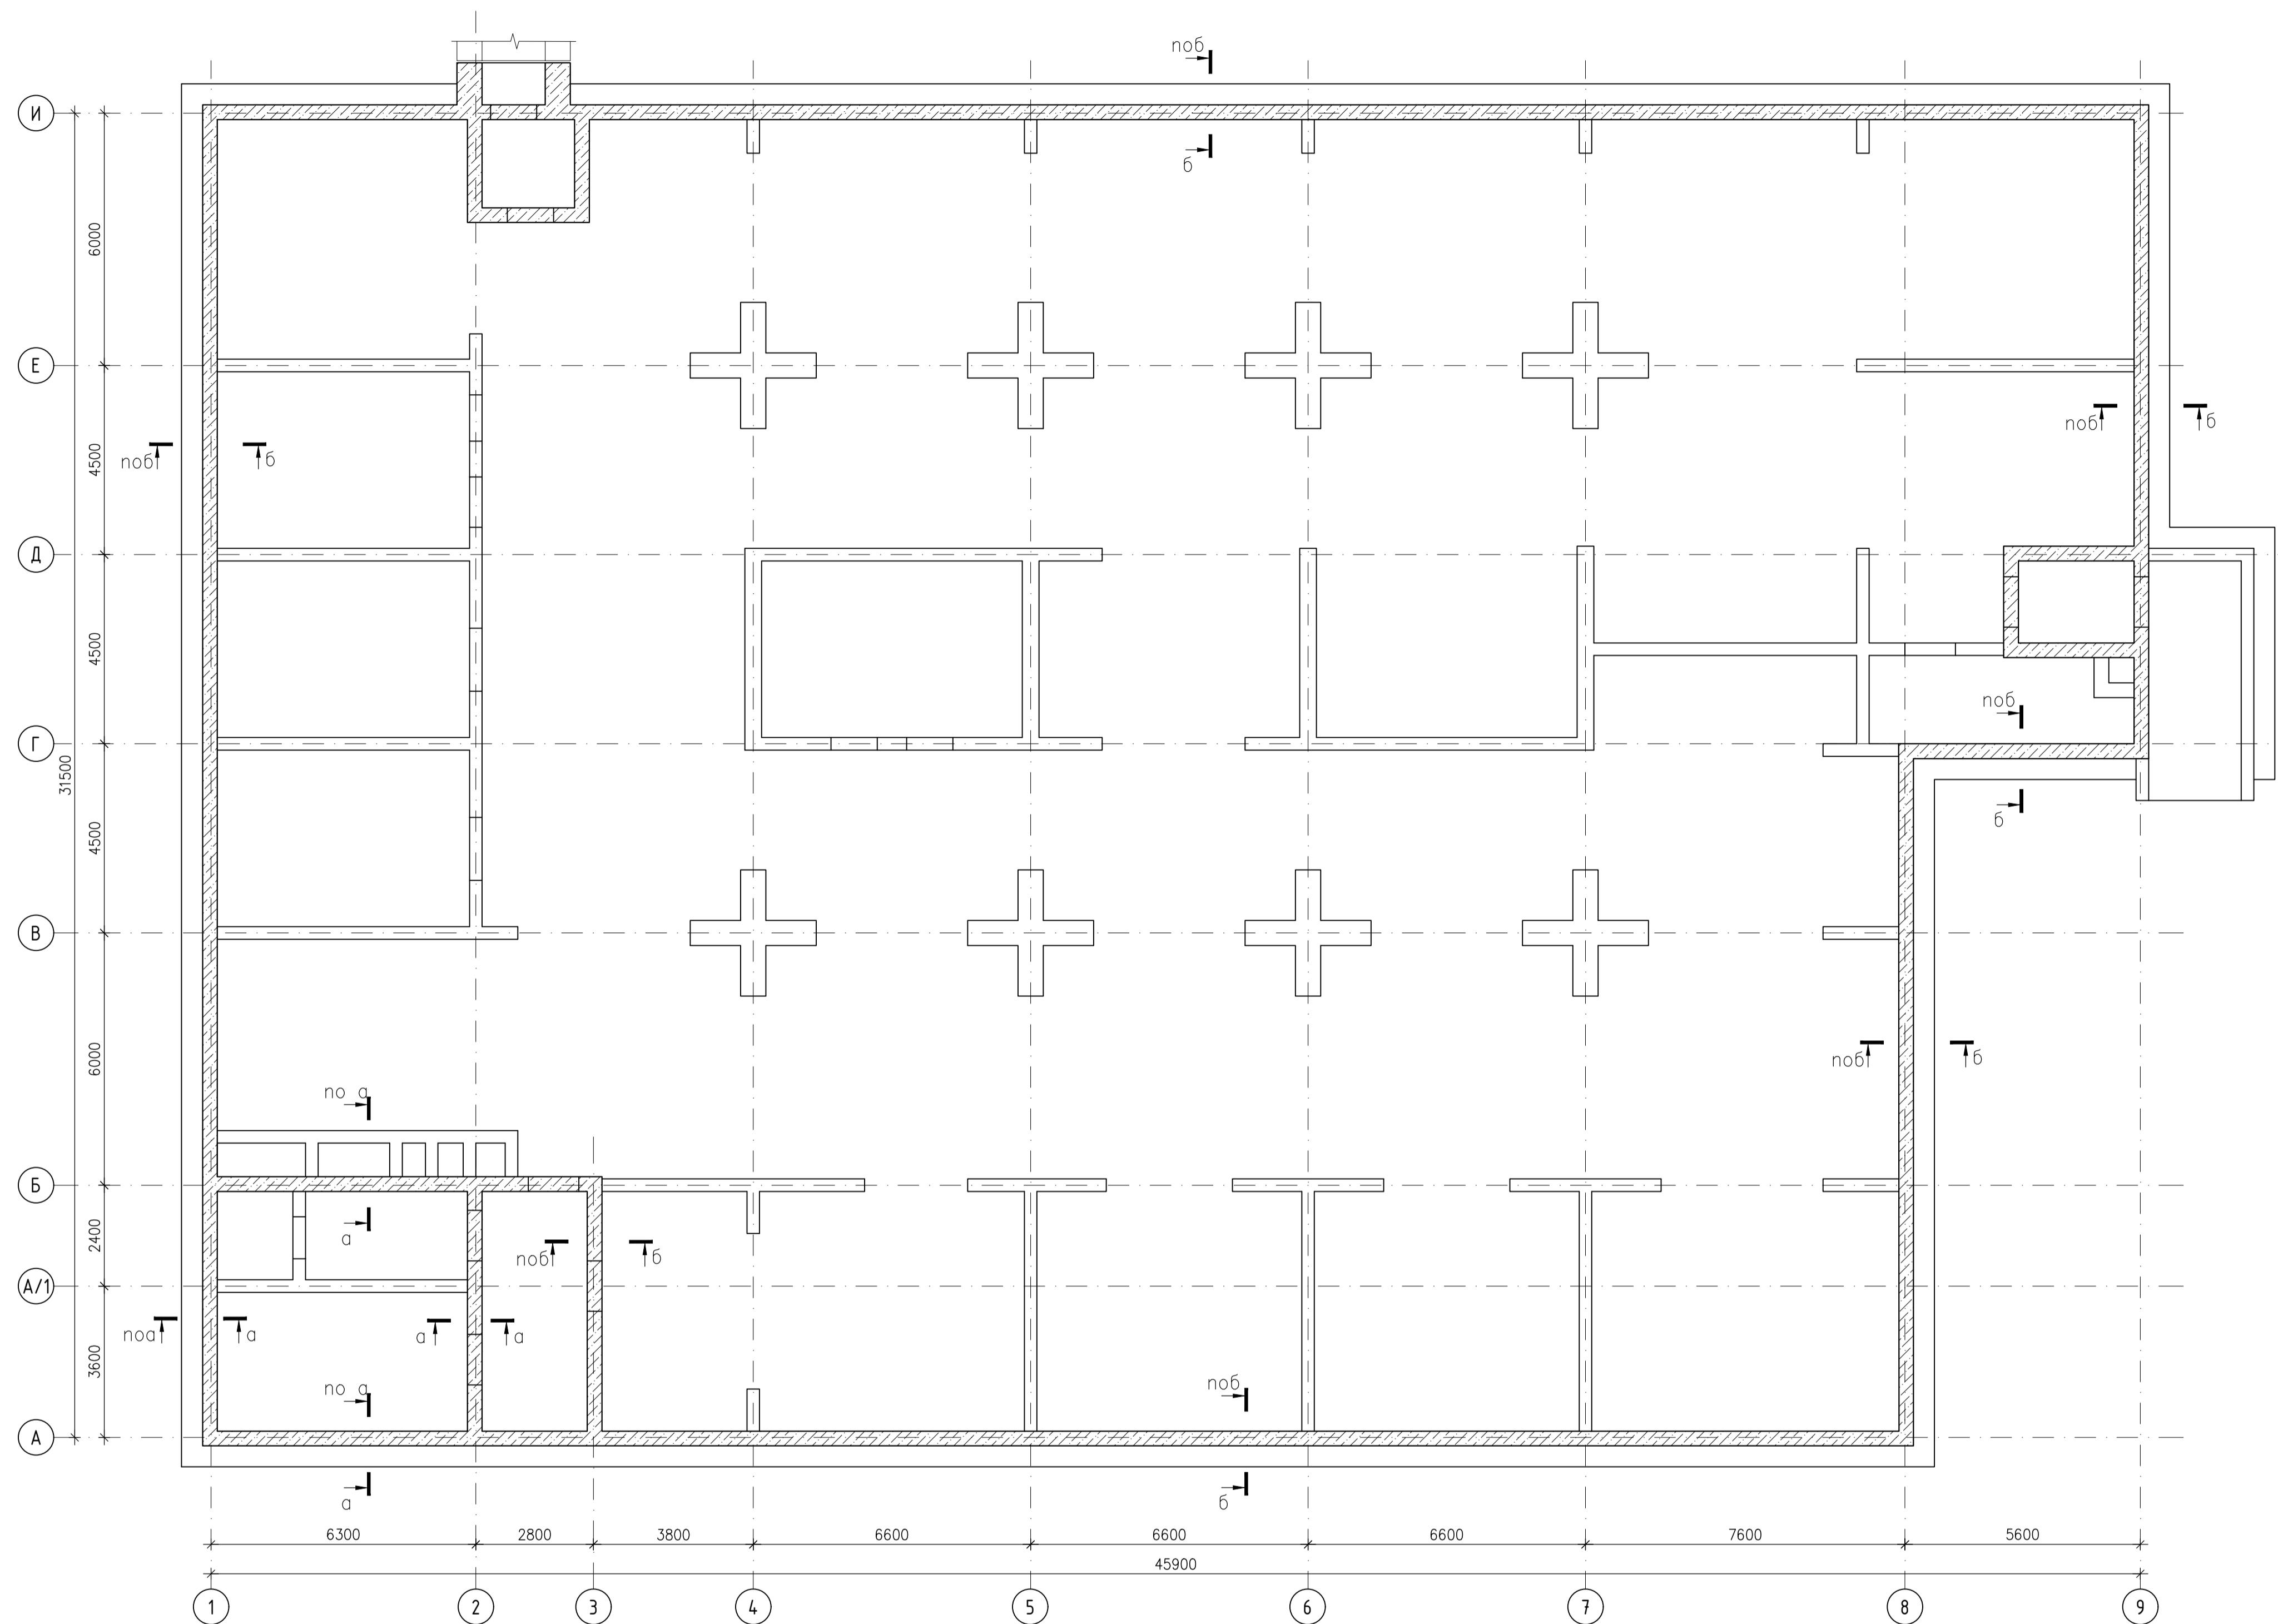 поб
И
б
6000
Е
поб
б
поб
б
4500
Д
4500
поб
Г
31500
б
4500
В
поб
б
6000
по а
Б
2400
а
поб
б
А/1
поа
а
а
а
3600
по а
поб
А
а
б
6300
2800
3800
6600
6600
6600
7600
5600
45900
1
2
3
4
5
6
7
8
9